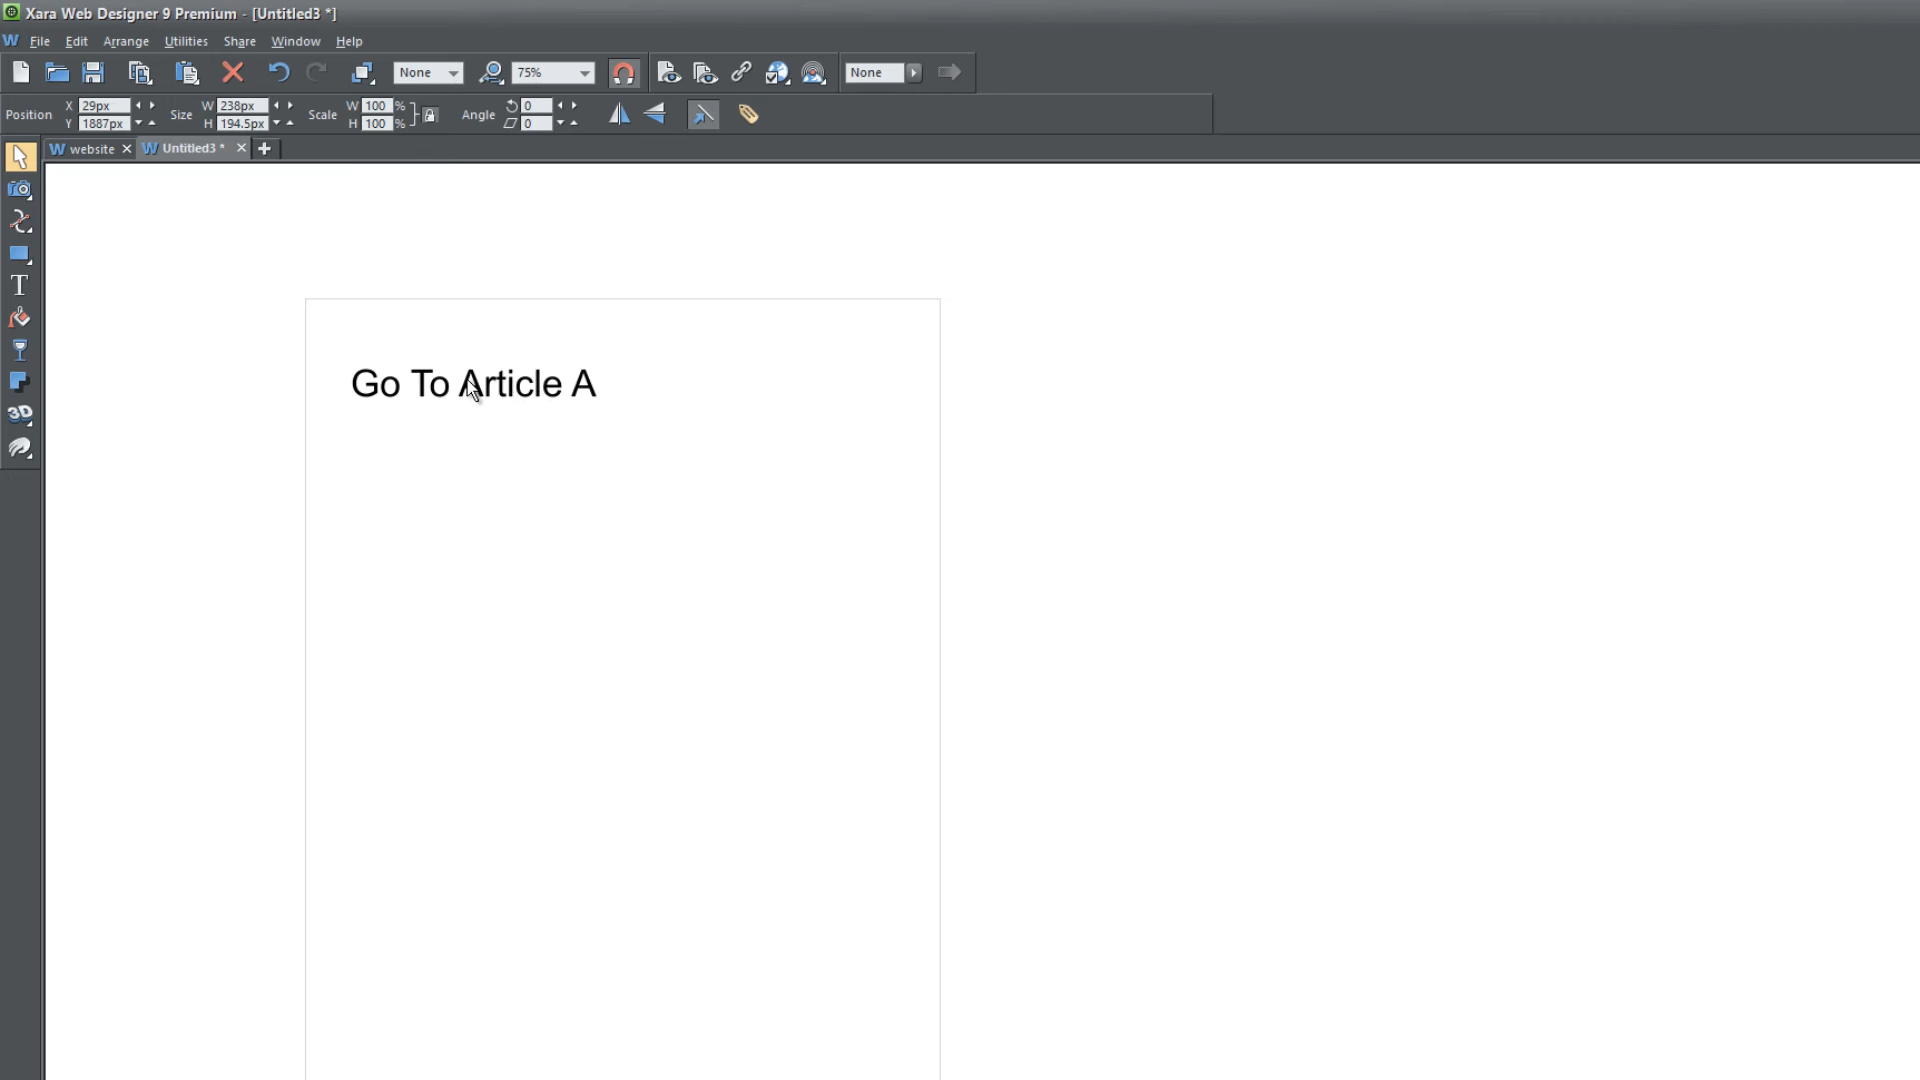 Xara Web Designer 9 Premium - [Untitled3 *]
File Edit Arrange Utilities Share Window Help
None 75% None
Position X 29px Size W 238px Scale W 100 % Angle 0
Y 1887px H 194.5px H 100 % 0
website Untitled3 *
T
3D
Go To Article A